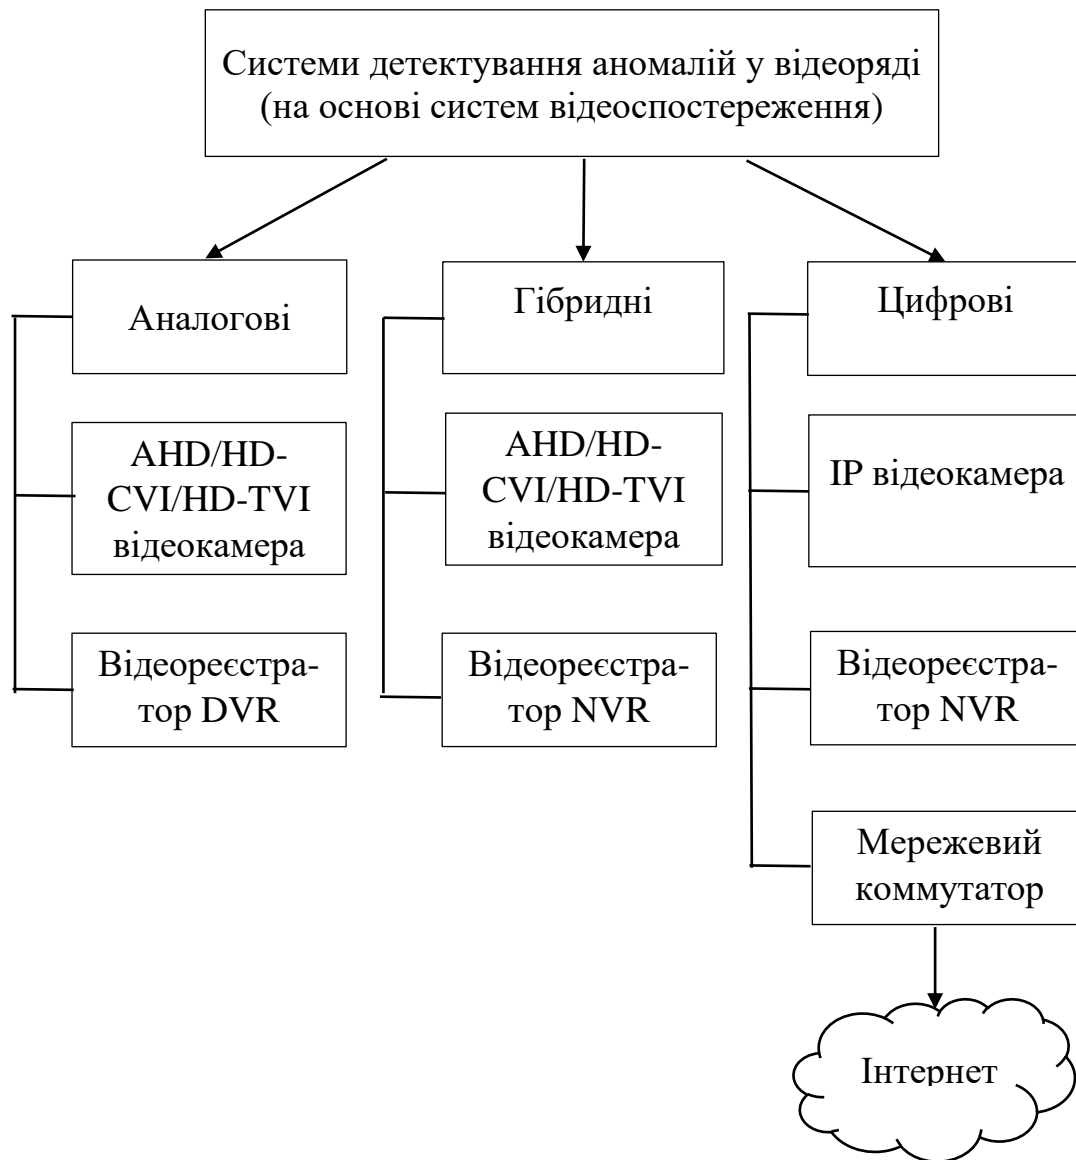 Системи детектування аномалій у відеоряді
(на основі систем відеоспостереження)
Аналогові
Гібридні
Цифрові
AHD/HD-
CVI/HD-TVI
відеокамера
AHD/HD-
CVI/HD-TVI
відеокамера
IP відеокамера
Відеореєстра-
тор DVR
Відеореєстра-
тор NVR
Відеореєстра-
тор NVR
Мережевий
коммутатор
Інтернет